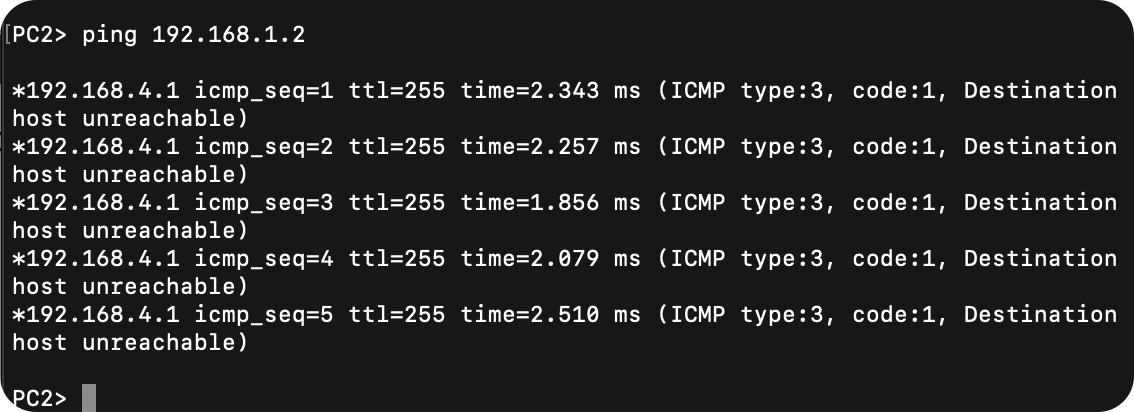 [PC2> ping 192.168.1.2
*192.168.4.1 icmp_seq=1 ttl=255 time=2.343 ms (ICMP type:3, code:1, Destination
host unreachable)
*192.168.4.1 icmp_seq=2 ttl=255 time=2.257 ms (ICMP type:3, code:1, Destination
host unreachable)
*192.168.4.1 icmp_seq=3 ttl=255 time=1.856 ms (ICMP type:3, code:1, Destination
host unreachable)
*192.168.4.1 icmp_seq=4 ttl=255 time=2.079 ms (ICMP type:3, code:1, Destination
host unreachable)
*192.168.4.1 icmp_seq=5 ttl=255 time=2.510 ms (ICMP type:3, code:1, Destination
host unreachable)
PC2>